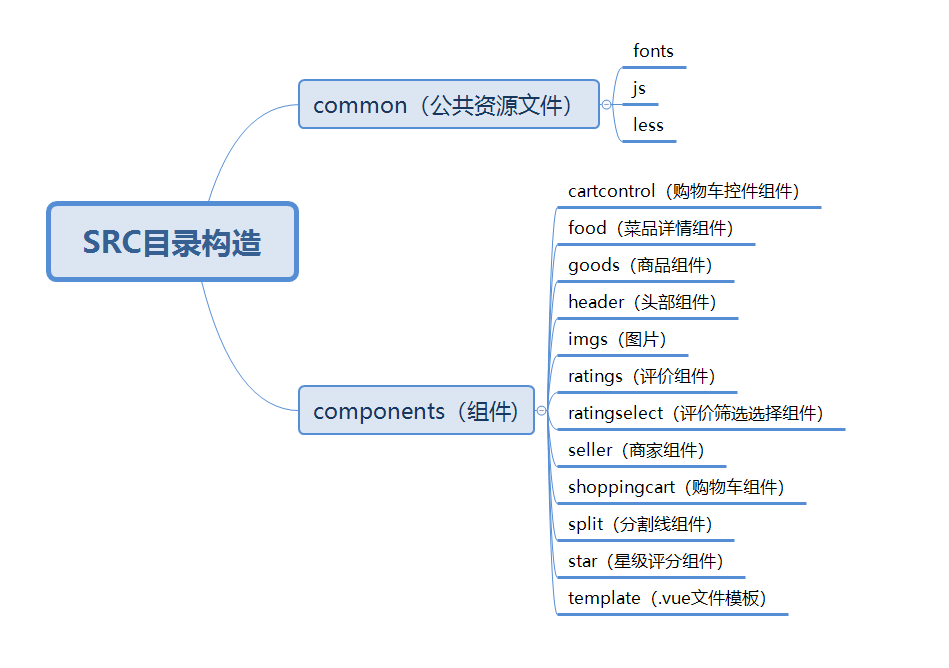 SRC目录构造
common（公共资源文件）
fonts
js
less
components（组件)
cartcontrol（购物车控件组件）
food（菜品详情组件）
goods（商品组件）
header（头部组件）
imgs（图片）
ratings（评价组件）
ratingselect（评价筛选选择组件）
seller（商家组件）
shoppingcart（购物车组件）
split（分割线组件）
star（星级评分组件）
template（.vue文件模板）